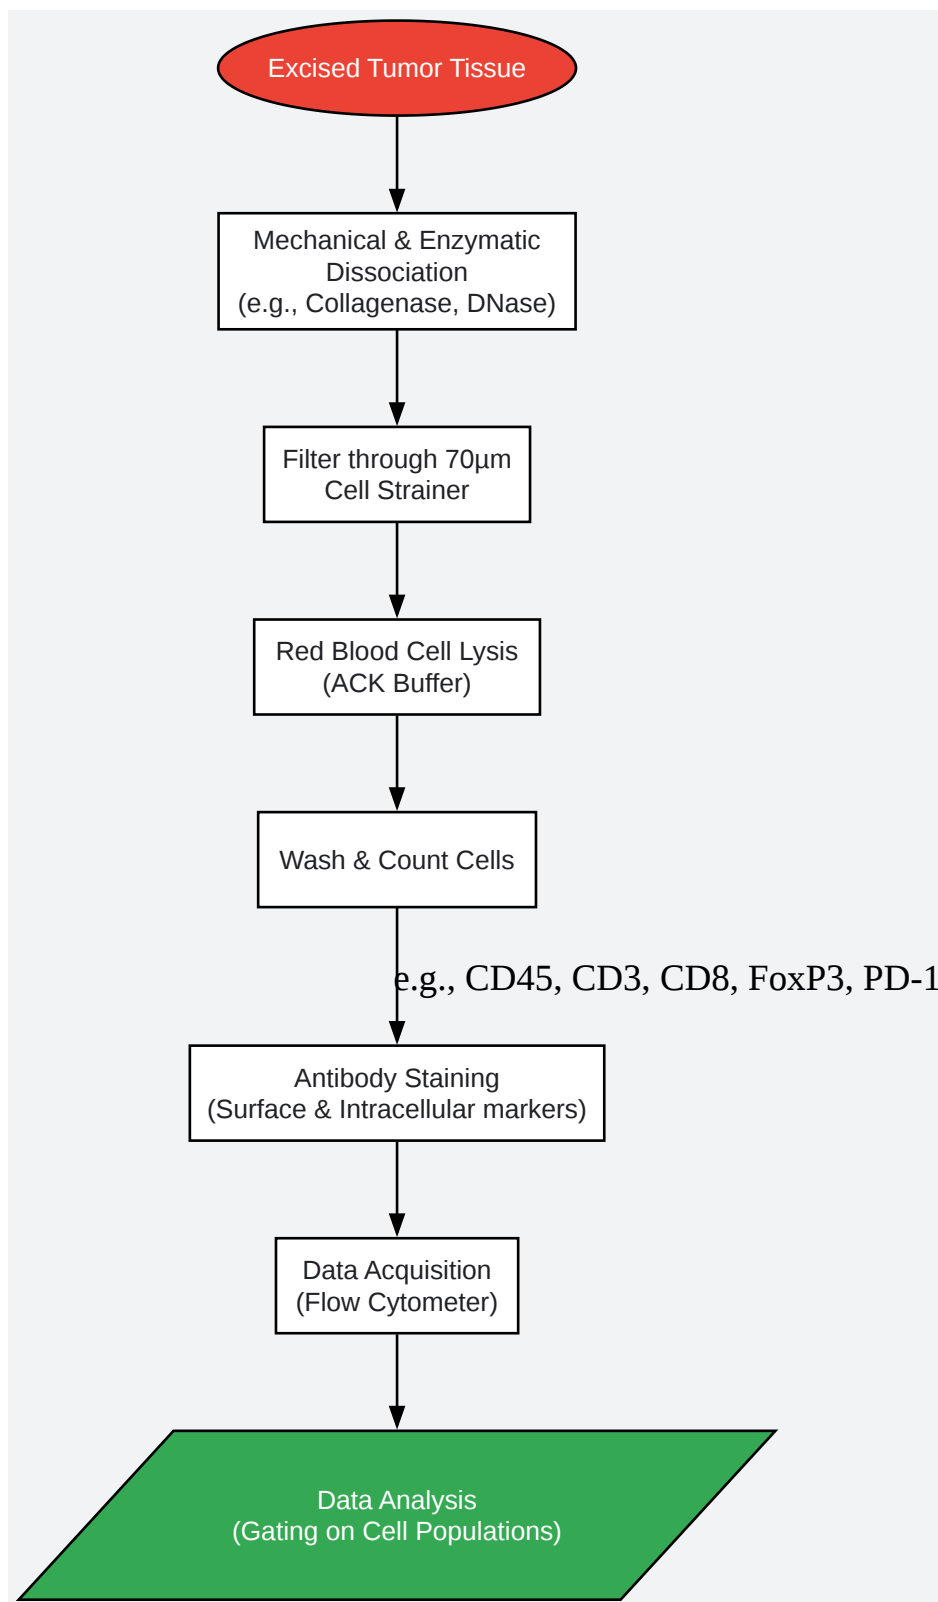 Excised Tumor Tissue
Mechanical & Enzymatic
Dissociation
(e.g., Collagenase, DNase)
Filter through 70µm
Cell Strainer
Red Blood Cell Lysis
(ACK Buffer)
Wash & Count Cells
e.g., CD45, CD3, CD8, FoxP3, PD-1
Antibody Staining
(Surface & Intracellular markers)
Data Acquisition
(Flow Cytometer)
Data Analysis
(Gating on Cell Populations)